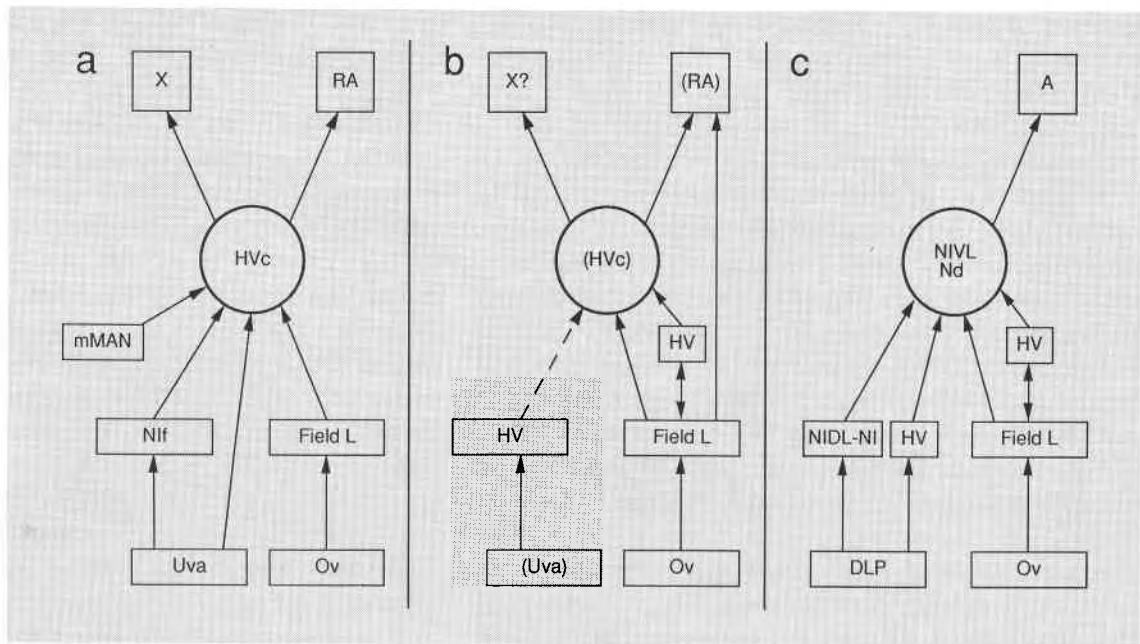 a
X
RA
HVc
mMAN
NIf
Field L
Uva
Ov
b
X?
(RA)
(HVc)
HV
HV
Field L
(Uva)
Ov
c
A
NIVL
Nd
HV
NIDL-NI
HV
Field L
DLP
Ov